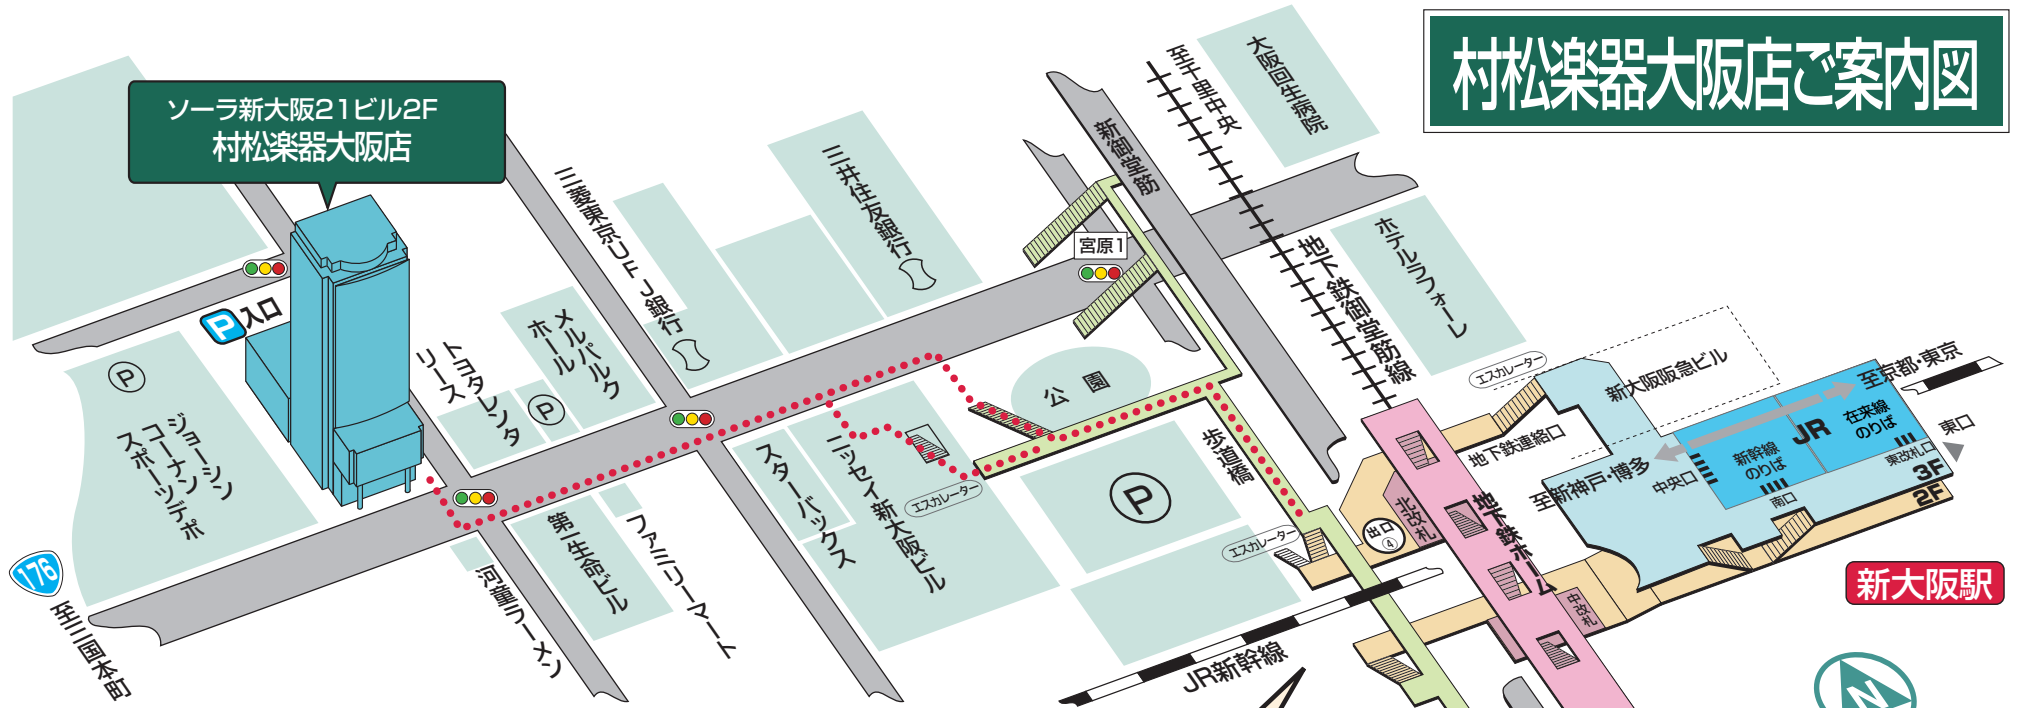 村松楽器大阪店ご案内図
ソーラ新大阪21ビル2F
村松楽器大阪店
P
入口
P
ジョーシン
コーナン
スポーツデポ
176
至三国本町
トヨタレンタ
リース
P
メルパルク
ホール
三菱東京UFJ銀行
三井住友銀行
河童ラーメン
第一生命ビル
ファミリーマート
スターバックス
ニッセイ新大阪ビル
エスカレーター
公園
P
宮原1
新御堂筋
至千里中央
大阪回生病院
地下鉄御堂筋線
ホテルラフォーレ
歩道橋
エスカレーター
JR新幹線
出口
④
北改札
地下鉄ホーム
中改札
地下鉄連絡口
エスカレーター
新大阪阪急ビル
至新神戸・博多
中央口
新幹線
のりば
JR
在来線
のりば
至京都・東京
東口
東改札口
南口
3F
2F
新大阪駅
N